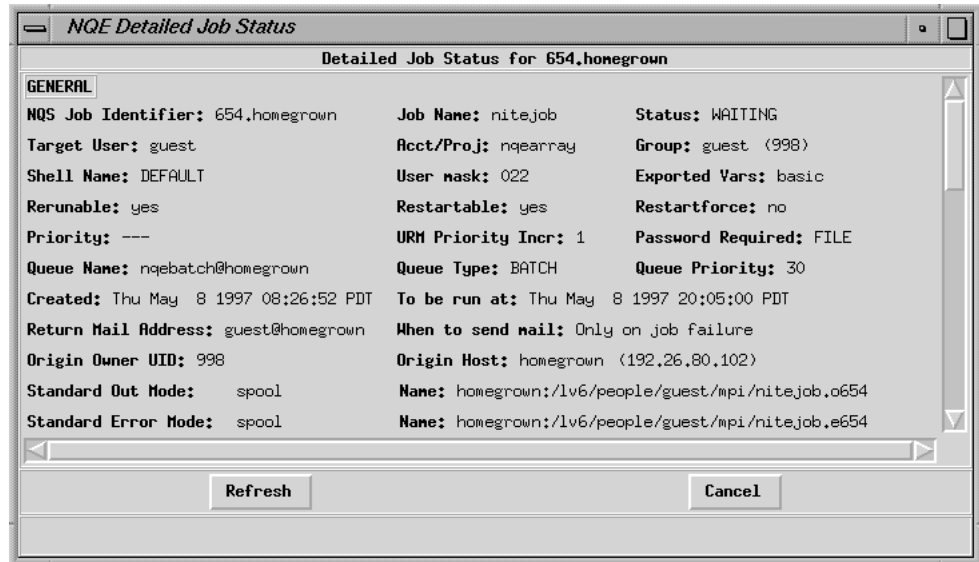 NQE Detailed Job Status
Detailed Job Status for 654.homegrown
GENERAL
NQS Job Identifier: 654.homegrown Job Name: nitejob Status: WAITING
Target User: guest Acct/Proj: nqearray Group: guest (998)
Shell Name: DEFAULT User mask: 022 Exported Vars: basic
Rerunable: yes Restartable: yes Restartforce: no
Priority: --- URM Priority Incr: 1 Password Required: FILE
Queue Name: nqebatch@homegrown Queue Type: BATCH Queue Priority: 30
Created: Thu May 8 1997 08:26:52 PDT To be run at: Thu May 8 1997 20:05:00 PDT
Return Mail Address: guest@homegrown When to send mail: Only on job failure
Origin Owner UID: 998 Origin Host: homegrown (192.26.80.102)
Standard Out Mode: spool Name: homegrown:/lv6/people/guest/mpi/nitejob.o654
Standard Error Mode: spool Name: homegrown:/lv6/people/guest/mpi/nitejob.e654
Refresh Cancel